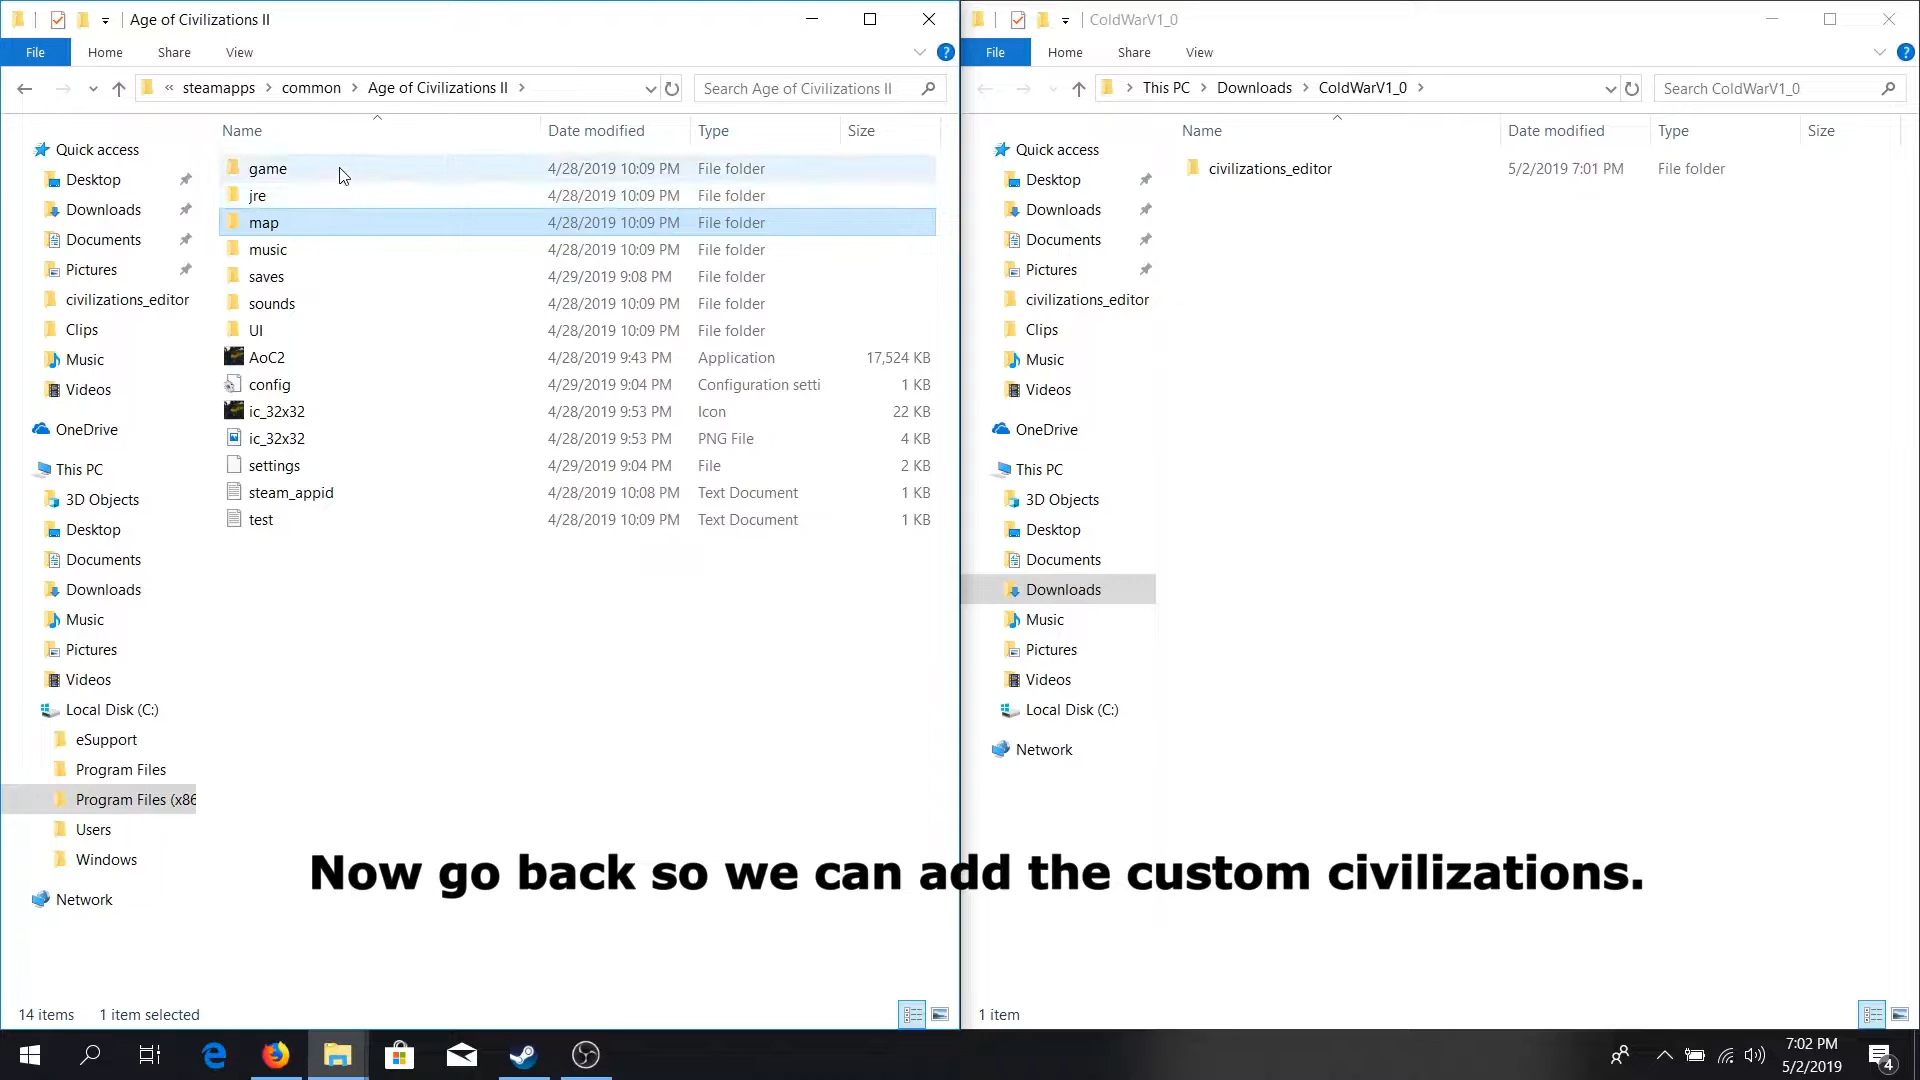 Age of Civilizations II
File Home Share View
« steamapps > common > Age of Civilizations II >
Search Age of Civilizations II
Name Date modified Type Size
Quick access
Desktop
Downloads
Documents
Pictures
civilizations_editor
Clips
Music
Videos
OneDrive
This PC
3D Objects
Desktop
Documents
Downloads
Music
Pictures
Videos
Local Disk (C:)
eSupport
Program Files
Program Files (x86
Users
Windows
Network
game 4/28/2019 10:09 PM File folder
jre 4/28/2019 10:09 PM File folder
map 4/28/2019 10:09 PM File folder
music 4/28/2019 10:09 PM File folder
saves 4/29/2019 9:08 PM File folder
sounds 4/28/2019 10:09 PM File folder
UI 4/28/2019 10:09 PM File folder
AoC2 4/28/2019 9:43 PM Application 17,524 KB
config 4/29/2019 9:04 PM Configuration setti 1 KB
ic_32x32 4/28/2019 9:53 PM Icon 22 KB
ic_32x32 4/28/2019 9:53 PM PNG File 4 KB
settings 4/29/2019 9:04 PM File 2 KB
steam_appid 4/28/2019 10:08 PM Text Document 1 KB
test 4/28/2019 10:09 PM Text Document 1 KB
14 items 1 item selected
ColdWarV1_0
File Home Share View
> This PC > Downloads > ColdWarV1_0 >
Search ColdWarV1_0
Name Date modified Type Size
Quick access
Desktop
Downloads
Documents
Pictures
civilizations_editor
Clips
Music
Videos
OneDrive
This PC
3D Objects
Desktop
Documents
Downloads
Music
Pictures
Videos
Local Disk (C:)
Network
civilizations_editor 5/2/2019 7:01 PM File folder
1 item
Now go back so we can add the custom civilizations.
7:02 PM
5/2/2019
4